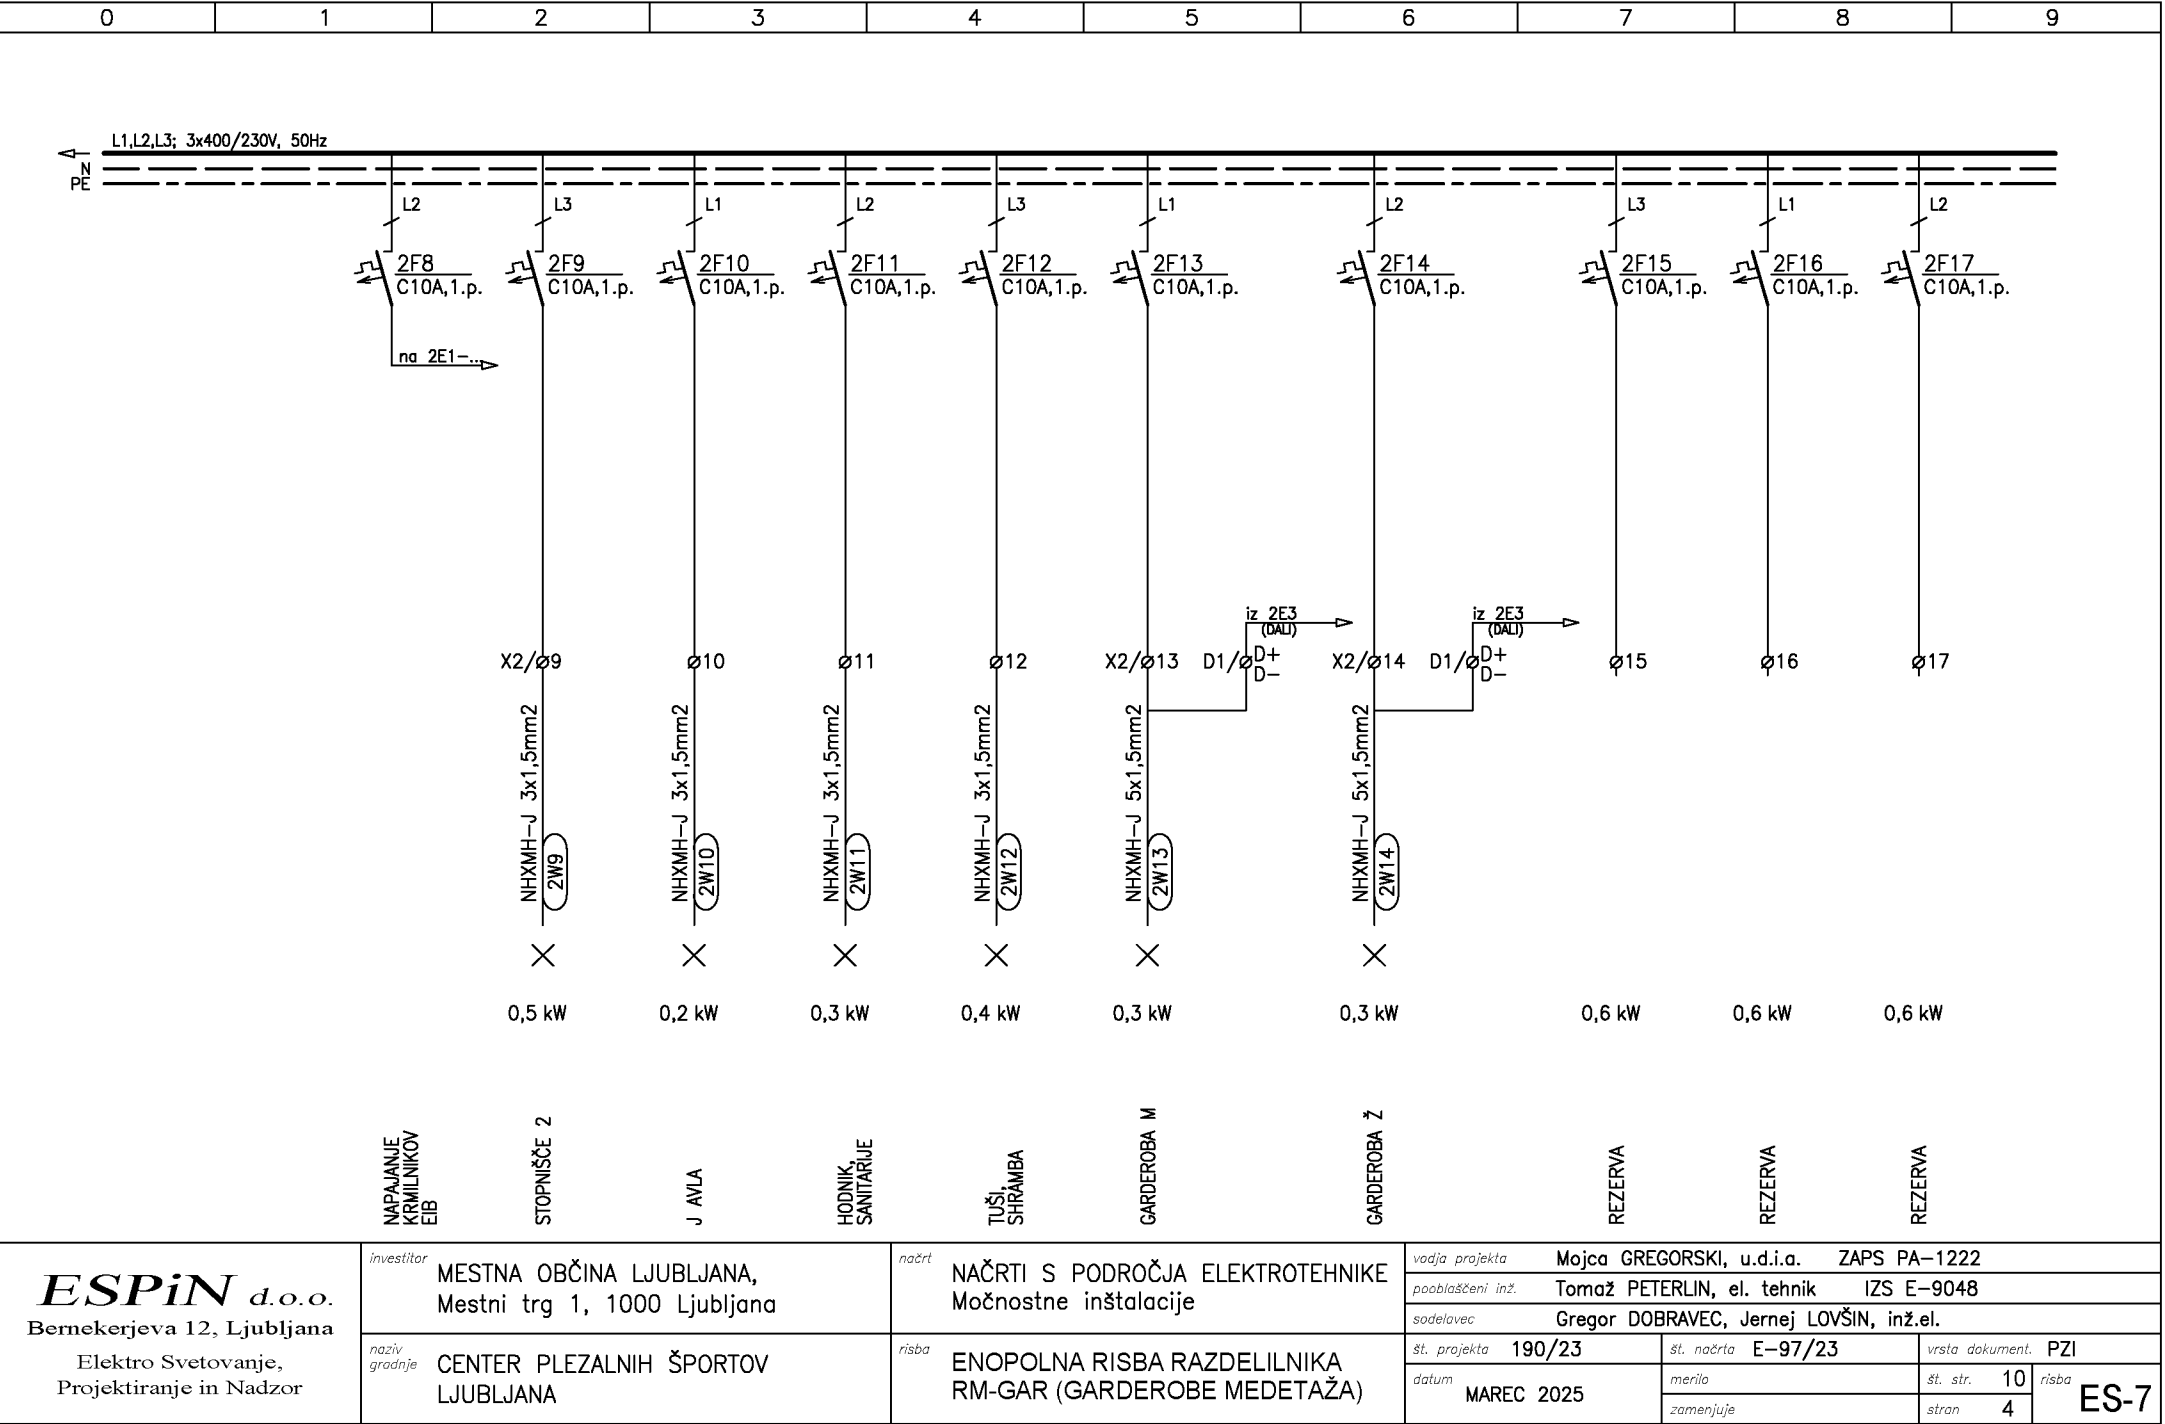 0 1 2 3 4 5 6 7 8 9
L1,L2,L3; 3x400/230V, 50Hz
N
PE
L2 L3 L1 L2 L3 L1 L2 L3 L1 L2
2F8 2F9 2F10 2F11 2F12 2F13 2F14 2F15 2F16 2F17
C10A,1.p. C10A,1.p. C10A,1.p. C10A,1.p. C10A,1.p. C10A,1.p. C10A,1.p. C10A,1.p. C10A,1.p. C10A,1.p.
na 2E1-...
iz 2E3 iz 2E3
(DALI) (DALI)
X2/ø9 ø10 ø11 ø12 X2/ø13 D1/ø D+ X2/ø14 D1/ø D+ ø15 ø16 ø17
D- D-
NHXMH-J 3x1,5mm2
2W9
NHXMH-J 3x1,5mm2
2W10
NHXMH-J 3x1,5mm2
2W11
NHXMH-J 3x1,5mm2
2W12
NHXMH-J 5x1,5mm2
2W13
NHXMH-J 5x1,5mm2
2W14
0,5 kW 0,2 kW 0,3 kW 0,4 kW 0,3 kW 0,3 kW 0,6 kW 0,6 kW 0,6 kW
NAPAJANJE
KRMILNIKOV
EIB
STOPNIŠČE 2
J AVLA
HODNIK,
SANITARIJE
TUŠI,
SHRAMBA
GARDEROBA M
GARDEROBA Ž
REZERVA
REZERVA
REZERVA
ESPiN d.o.o.
Bernekerjeva 12, Ljubljana
Elektro Svetovanje,
Projektiranje in Nadzor
investitor
MESTNA OBČINA LJUBLJANA,
Mestni trg 1, 1000 Ljubljana
naziv
gradnje
CENTER PLEZALNIH ŠPORTOV
LJUBLJANA
načrt
NAČRTI S PODROČJA ELEKTROTEHNIKE
Močnostne inštalacije
risba
ENOPOLNA RISBA RAZDELILNIKA
RM-GAR (GARDEROBE MEDETAŽA)
vodja projekta Mojca GREGORSKI, u.d.i.a. ZAPS PA-1222
pooblaščeni inž. Tomaž PETERLIN, el. tehnik IZS E-9048
sodelavec Gregor DOBRAVEC, Jernej LOVŠIN, inž.el.
št. projekta 190/23 št. načrta E-97/23 vrsta dokument. PZI
datum MAREC 2025
merilo
zamenjuje
št. str. 10
stran 4
risba ES-7